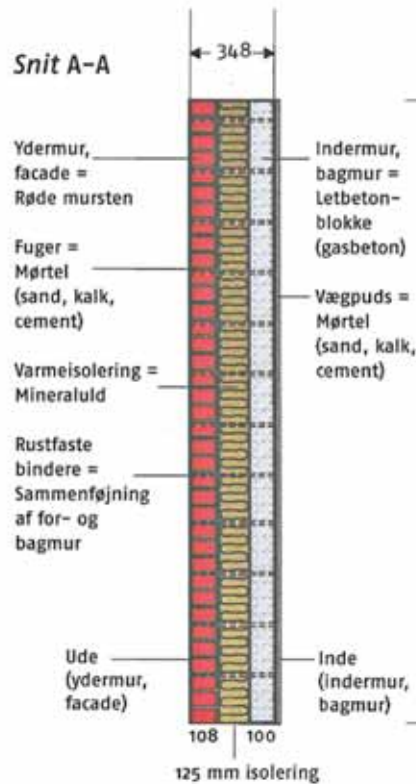 348
Snit A–A
Ydermur,
facade =
Røde mursten
Fuger =
Mørtel
(sand, kalk,
cement)
Varmeisolering =
Mineraluld
Rustfaste
bindere =
Sammenføjning
af for- og
bagmur
Ude
(ydermur,
facade)
Indermur,
bagmur =
Letbeton-
blokke
(gasbeton)
Vægpuds =
Mørtel
(sand, kalk,
cement)
Inde
(indermur,
bagmur)
108 100
125 mm isolering